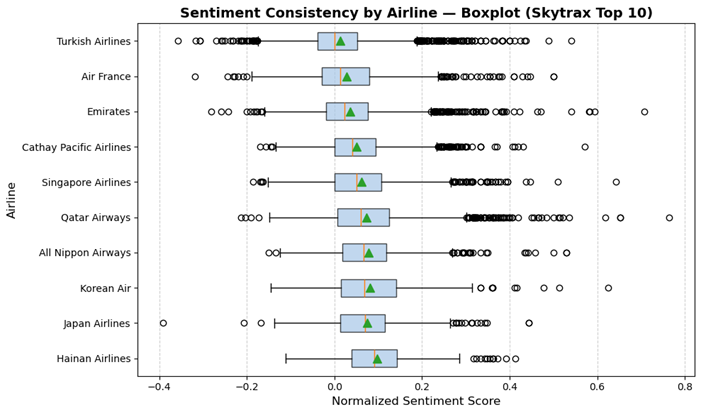 Sentiment Consistency by Airline — Boxplot (Skytrax Top 10)
Airline
Turkish Airlines
Air France
Emirates
Cathay Pacific Airlines
Singapore Airlines
Qatar Airways
All Nippon Airways
Korean Air
Japan Airlines
Hainan Airlines
−0.4 −0.2 0.0 0.2 0.4 0.6 0.8
Normalized Sentiment Score